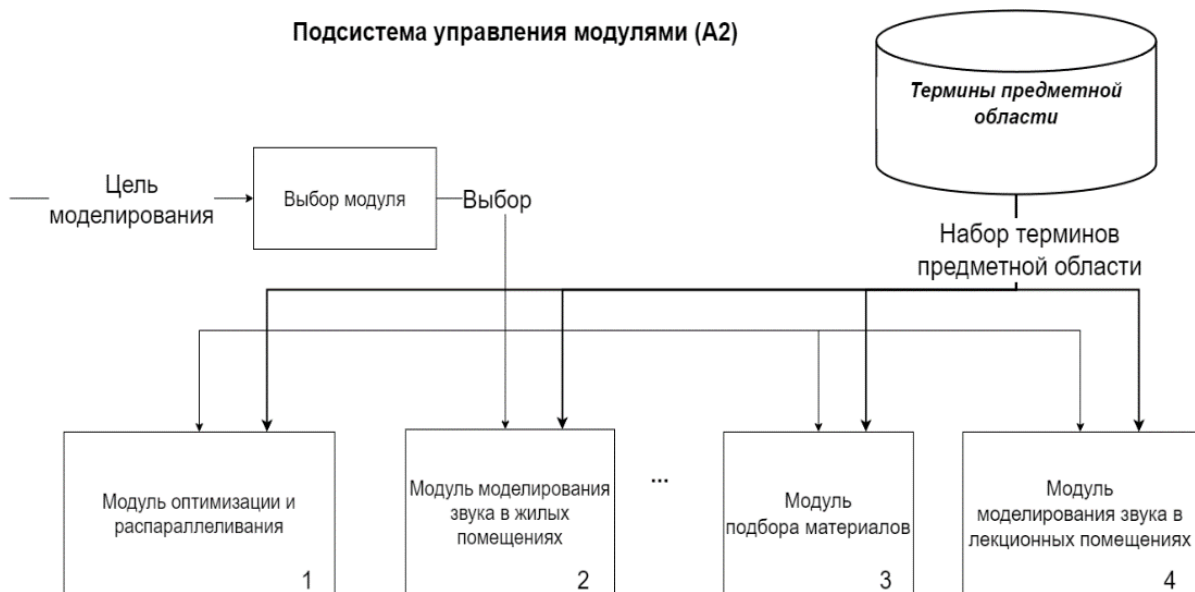 Подсистема управления модулями (А2)
Термины предметной
области
Цель
моделирования
Выбор модуля
Выбор
Набор терминов
предметной области
Модуль оптимизации и
распараллеливания
1
Модуль моделирования
звука в жилых
помещениях
2
...
Модуль
подбора материалов
3
Модуль
моделирования звука в
лекционных помещениях
4